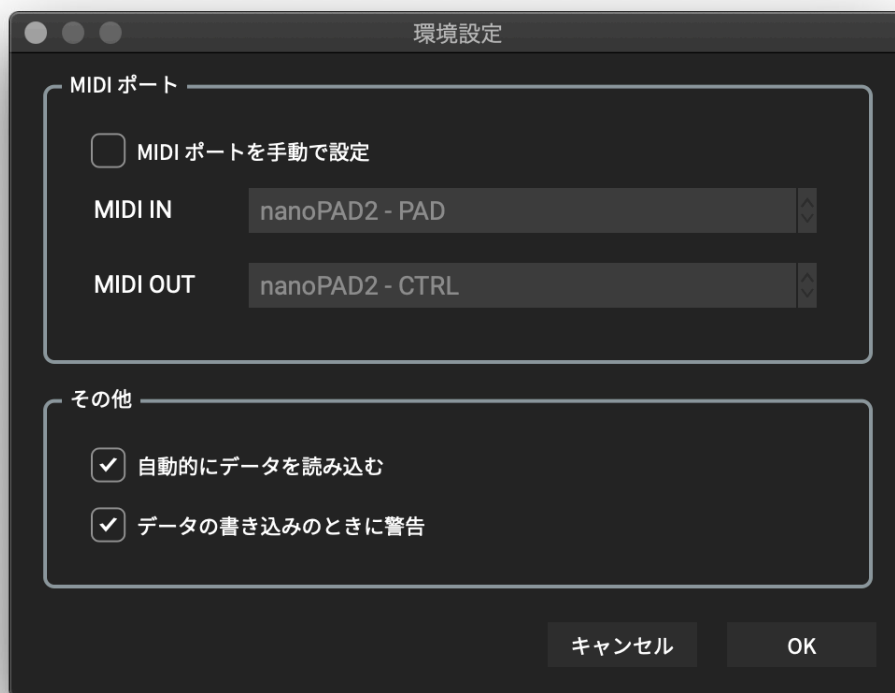 環境設定
MIDI ポート
MIDI ポートを手動で設定
MIDI IN
nanoPAD2 - PAD
MIDI OUT
nanoPAD2 - CTRL
その他
自動的にデータを読み込む
データの書き込みのときに警告
キャンセル
OK